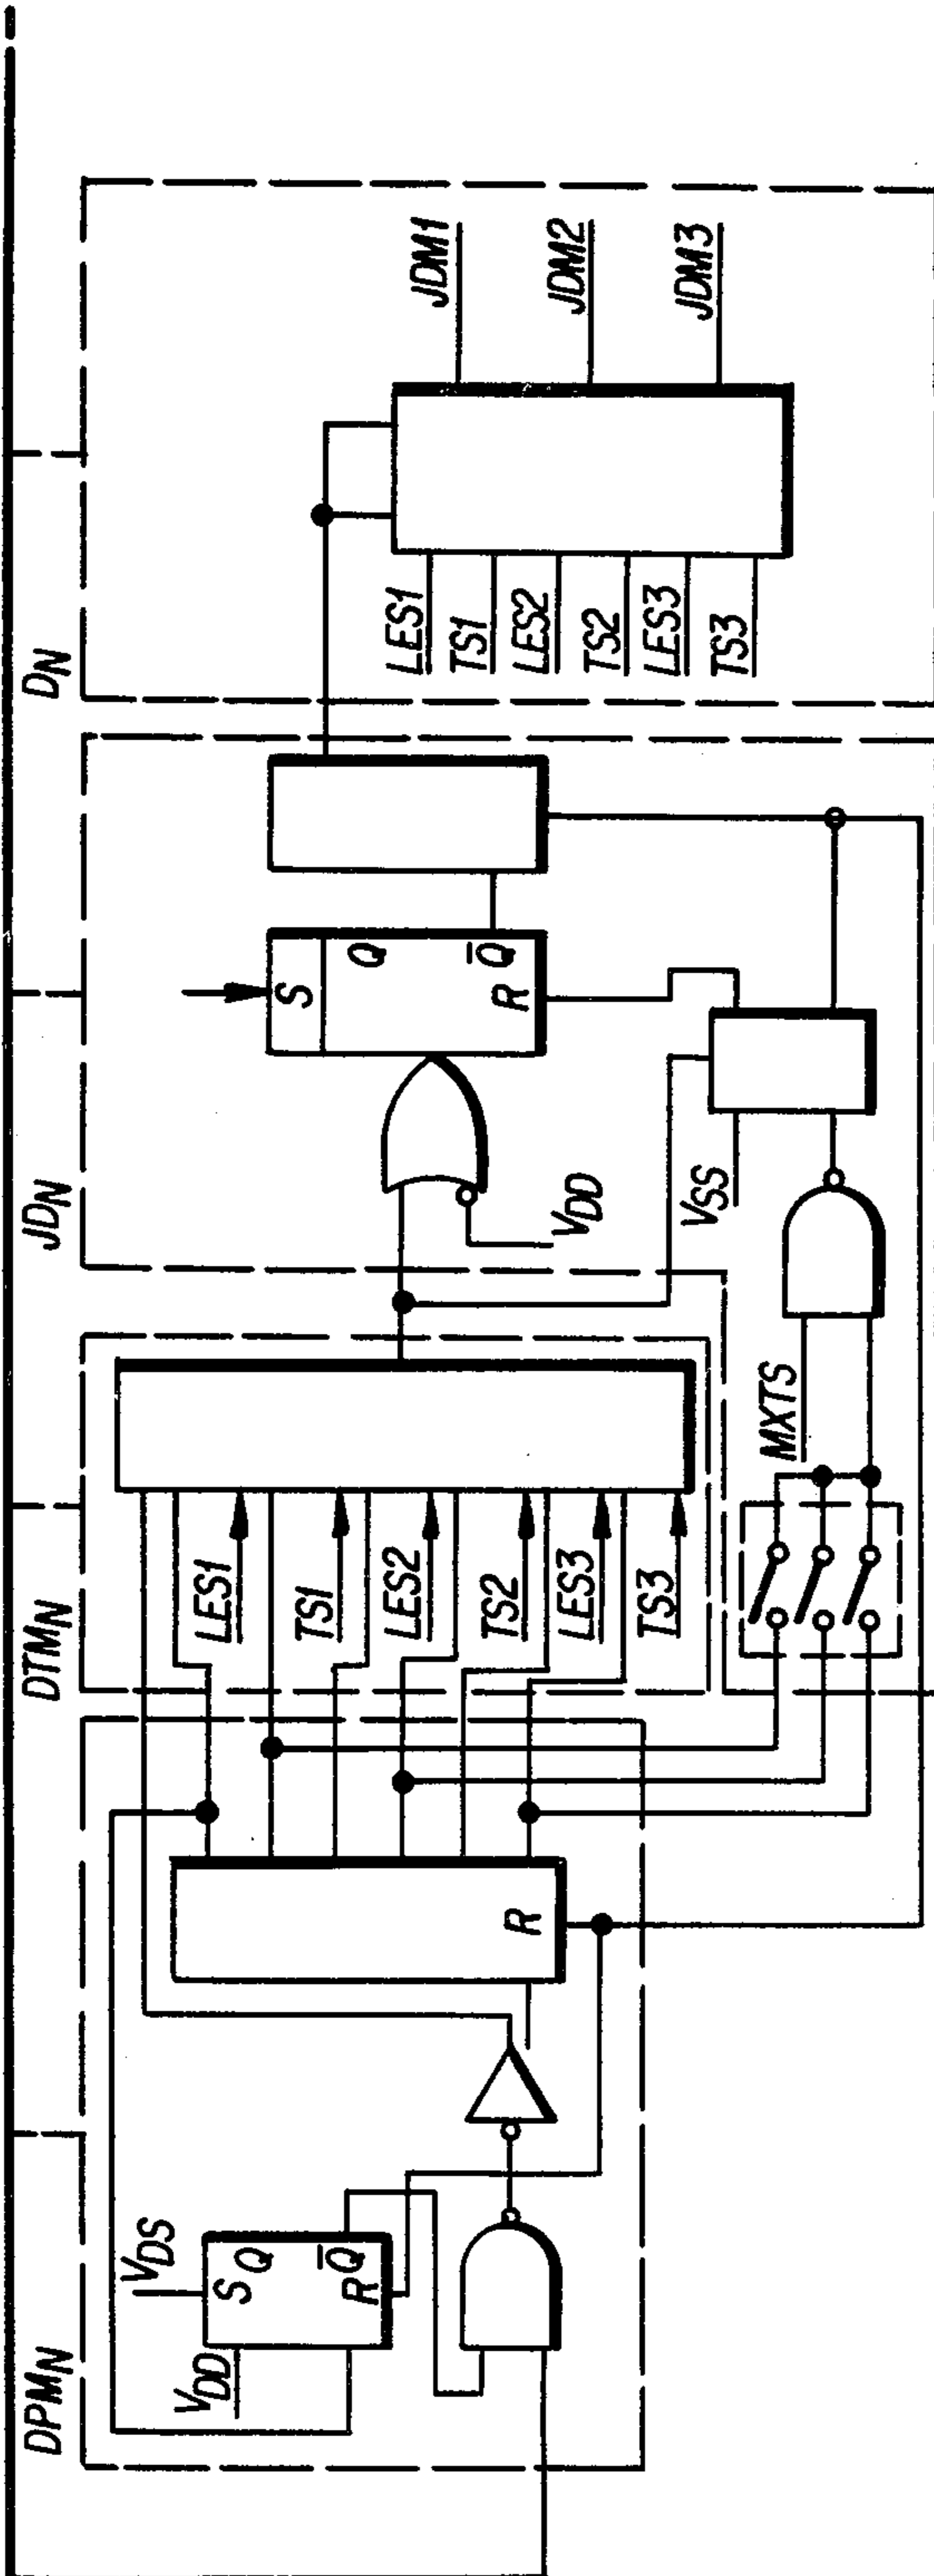 DPMN
VDD
VDS
S
Q
Q̅
R
R
DTMN
LES1
TS1
LES2
TS2
LES3
TS3
MXTS
JDN
VDD
VSS
S
Q
Q̅
R
DN
LES1
TS1
LES2
TS2
LES3
TS3
JDM1
JDM2
JDM3